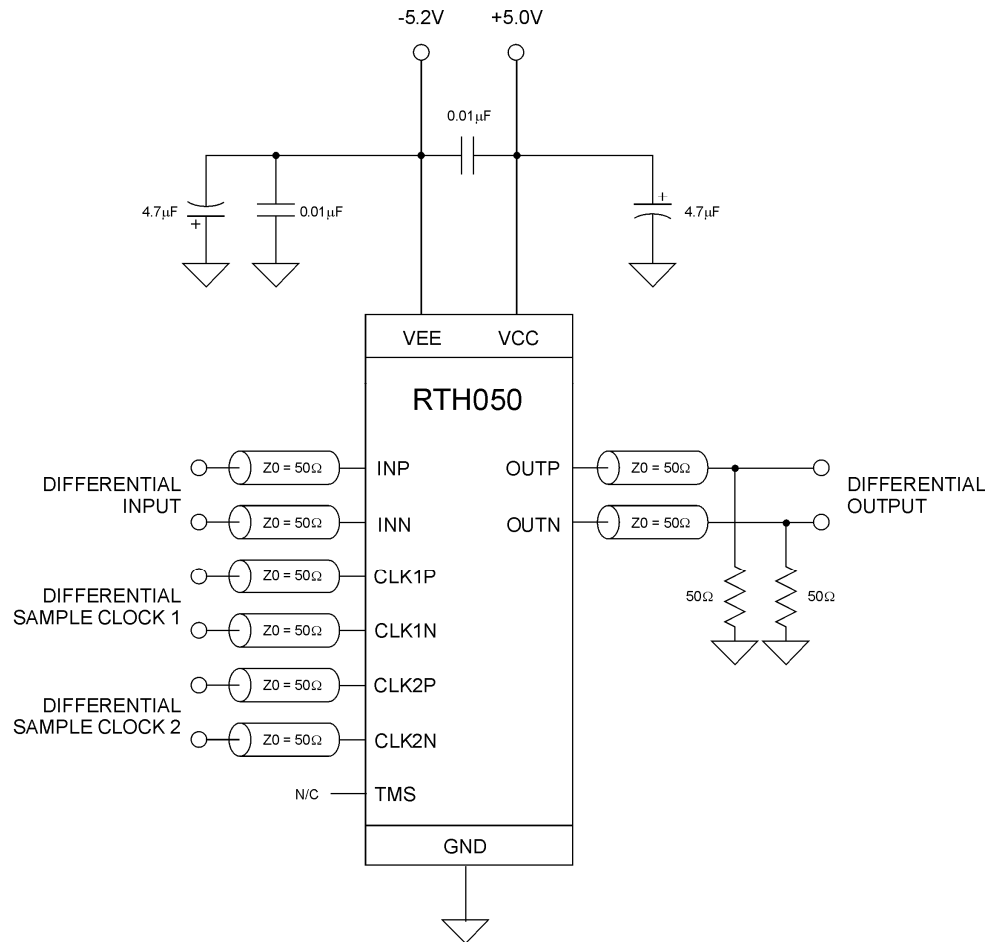 -5.2V
+5.0V
0.01µF
4.7µF
+
0.01µF
+
4.7µF
VEE
VCC
RTH050
DIFFERENTIAL
INPUT
Z0 = 50Ω
INP
Z0 = 50Ω
INN
OUTP
Z0 = 50Ω
OUTN
Z0 = 50Ω
DIFFERENTIAL
OUTPUT
DIFFERENTIAL
SAMPLE CLOCK 1
Z0 = 50Ω
CLK1P
Z0 = 50Ω
CLK1N
50Ω
50Ω
DIFFERENTIAL
SAMPLE CLOCK 2
Z0 = 50Ω
CLK2P
Z0 = 50Ω
CLK2N
N/C
TMS
GND